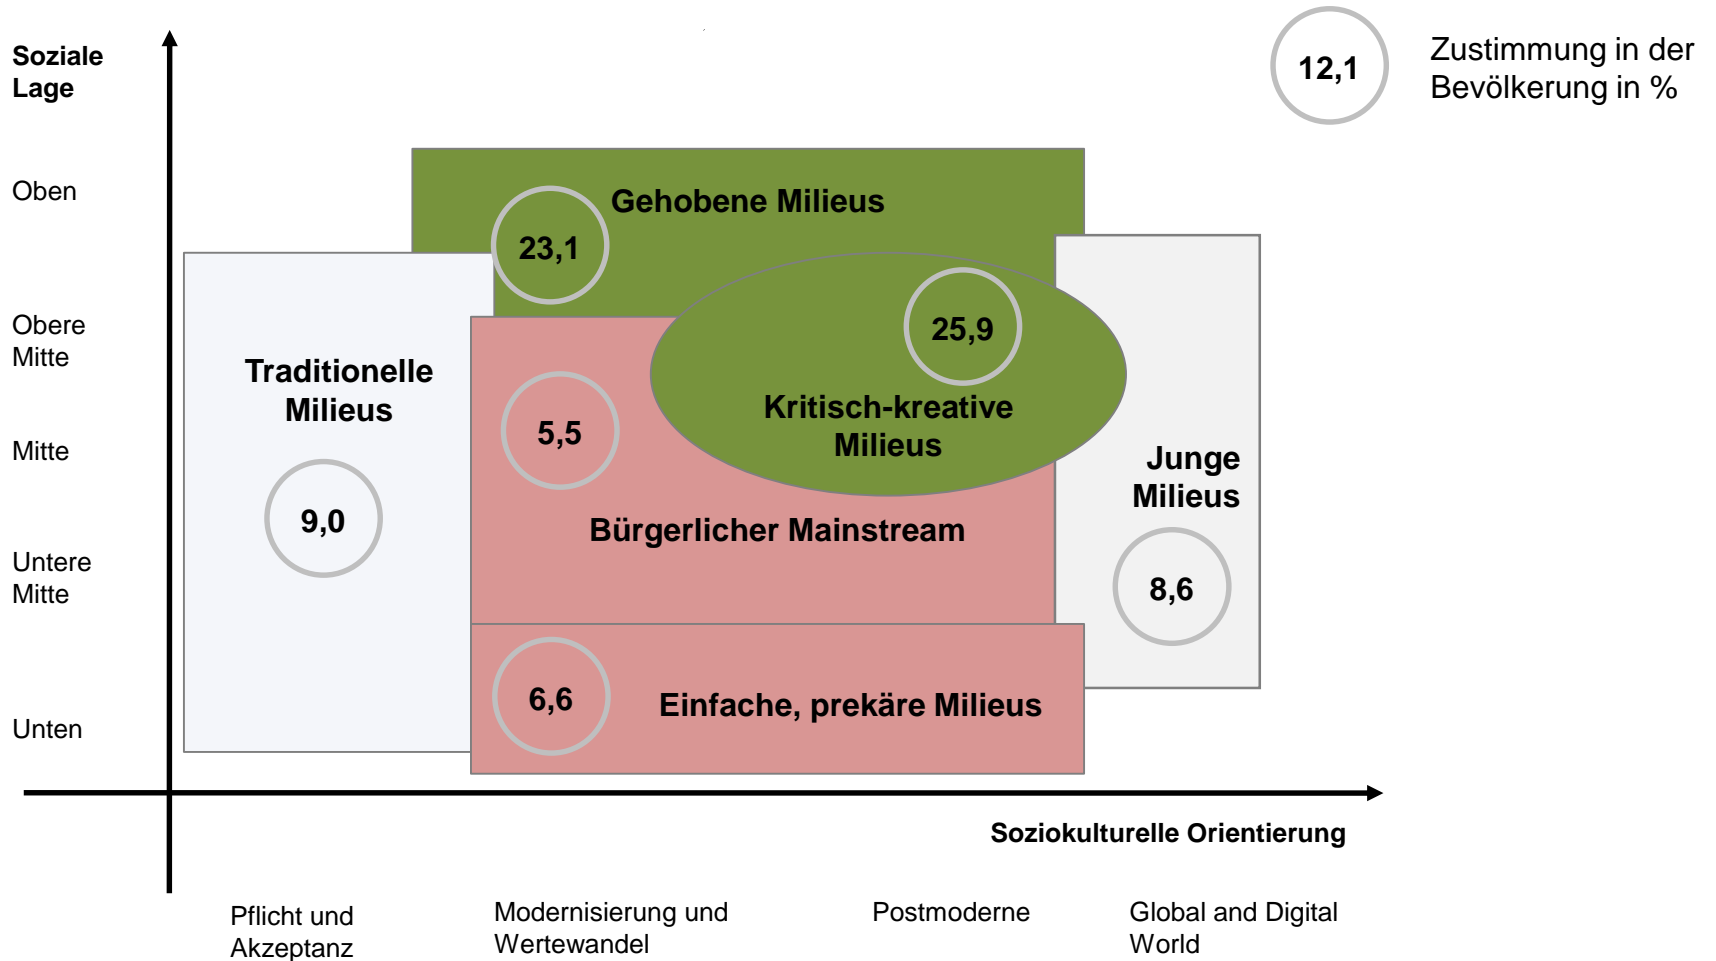 Soziale
Lage
12,1
Zustimmung in der
Bevölkerung in %
Oben
Gehobene Milieus
23,1
Obere
Mitte
25,9
Traditionelle
Milieus
Kritisch-kreative
Milieus
5,5
Mitte
Junge
Milieus
9,0
Bürgerlicher Mainstream
Untere
Mitte
8,6
6,6
Einfache, prekäre Milieus
Unten
Soziokulturelle Orientierung
Pflicht und
Akzeptanz
Modernisierung und
Wertewandel
Postmoderne
Global and Digital
World